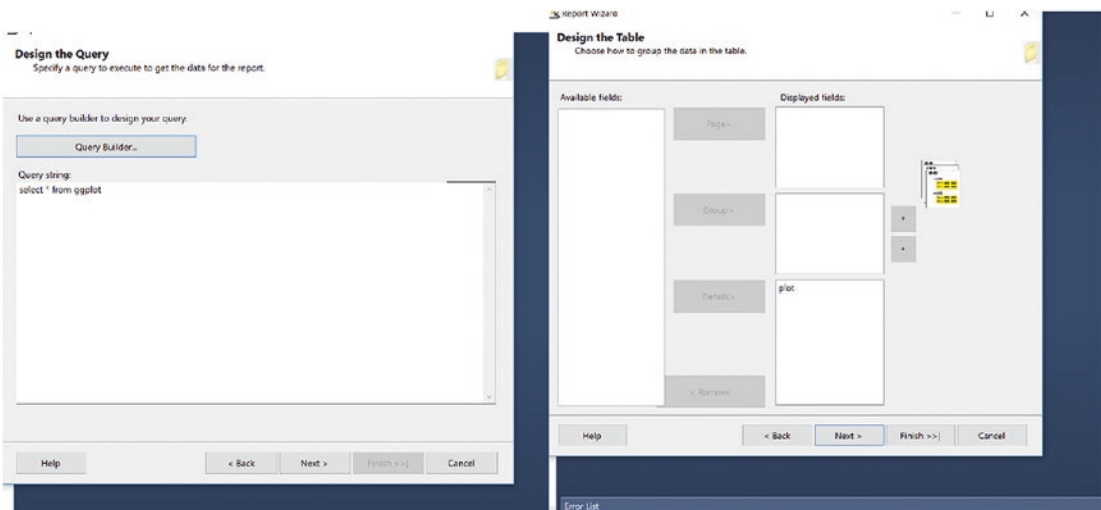 Design the Query
Specify a query to execute to get the data for the report.
Use a query builder to design your query.
Query Builder...
Query string:
select * from ggplot
Help
< Back
Next >
Finish >>|
Cancel
Report Wizard
Design the Table
Choose how to group the data in the table.
Available fields:
Displayed fields:
Page>
Group>
Details>
plot
< Remove
Help
< Back
Next >
Finish >>|
Cancel
Error List